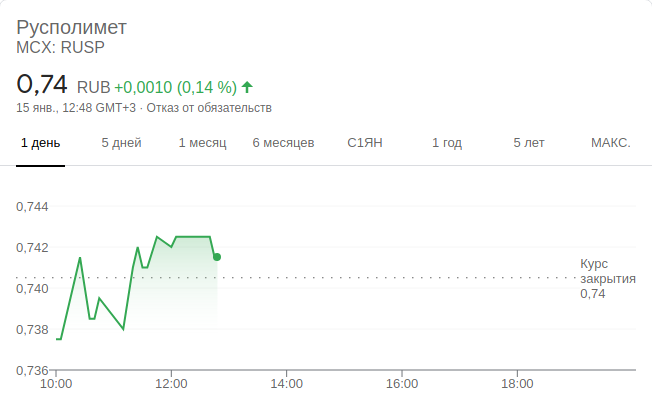 Русполимет
MCX: RUSP
0,74 RUB +0,0010 (0,14 %)
15 янв., 12:48 GMT+3 · Отказ от обязательств
1 день 5 дней 1 месяц 6 месяцев С1ЯН 1 год 5 лет МАКС.
0,744
0,742
Курс
закрытия
0,74
0,740
0,738
0,736
10:00 12:00 14:00 16:00 18:00